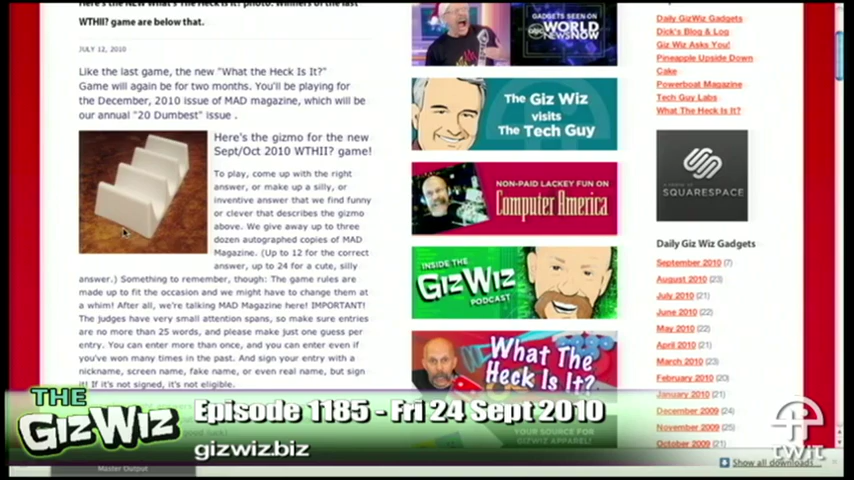 Here's the NEW What's The Heck Is It? photo. Winners of the last
WTHII? game are below that.
JULY 12, 2010
Like the last game, the new "What the Heck Is It?"
Game will again be for two months. You'll be playing for
the December, 2010 issue of MAD magazine, which will be
our annual "20 Dumbest" issue .
Here's the gizmo for the new
Sept/Oct 2010 WTHII? game!
To play, come up with the right
answer, or make up a silly, or
inventive answer that we find funny
or clever that describes the gizmo
above. We give away up to three
dozen autographed copies of MAD
Magazine. (Up to 12 for the correct
answer, up to 24 for a cute, silly
answer.) Something to remember, though: The game rules are
made up to fit the occasion and we might have to change them at
a whim! After all, we're talking MAD Magazine here! IMPORTANT!
The judges have very small attention spans, so make sure entries
are no more than 25 words, and please make just one guess per
entry. You can enter more than once, and you can enter even if
you've won many times in the past. And sign your entry with a
nickname, screen name, fake name, or even real name, but sign
it! If it's not signed, it's not eligible.
GADGETS SEEN ON
abc WORLD
NEWS NOW
The Giz Wiz
visits
The Tech Guy
NON-PAID LACKEY FUN ON
Computer America
INSIDE THE
GizWiz
PODCAST
What The
Heck Is It?
YOUR SOURCE FOR
GIZWIZ APPAREL!
Daily GizWiz Gadgets
Dick's Blog & Log
Giz Wiz Asks You!
Pineapple Upside Down
Cake
Powerboat Magazine
Tech Guy Labs
What The Heck Is It?
SQUARESPACE
Daily Giz Wiz Gadgets
September 2010 (7)
August 2010 (23)
July 2010 (21)
June 2010 (22)
May 2010 (22)
April 2010 (21)
March 2010 (23)
February 2010 (20)
January 2010 (21)
December 2009 (24)
November 2009 (25)
October 2009 (21)
Show all downloads...
THE
GizWiz
Episode 1185 - Fri 24 Sept 2010
gizwiz.biz
Master Output
twit